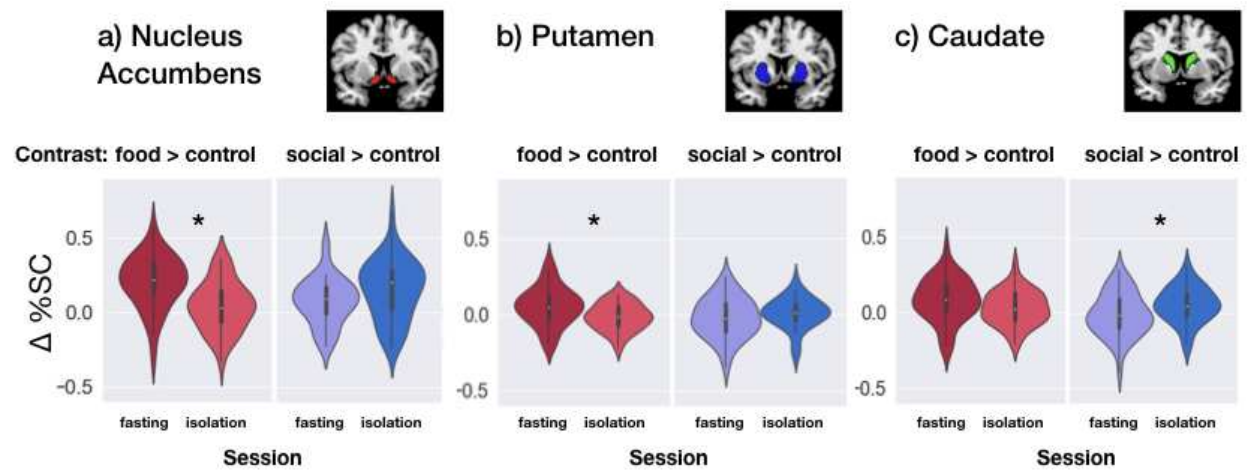 a) Nucleus
Accumbens
b) Putamen
c) Caudate
Contrast: food > control
social > control
food > control
social > control
food > control
social > control
Δ %SC
0.5
0.0
−0.5
*
fasting
isolation
fasting
isolation
Session
0.5
0.0
-0.5
*
fasting
isolation
fasting
isolation
Session
0.5
0.0
-0.5
*
fasting
isolation
fasting
isolation
Session